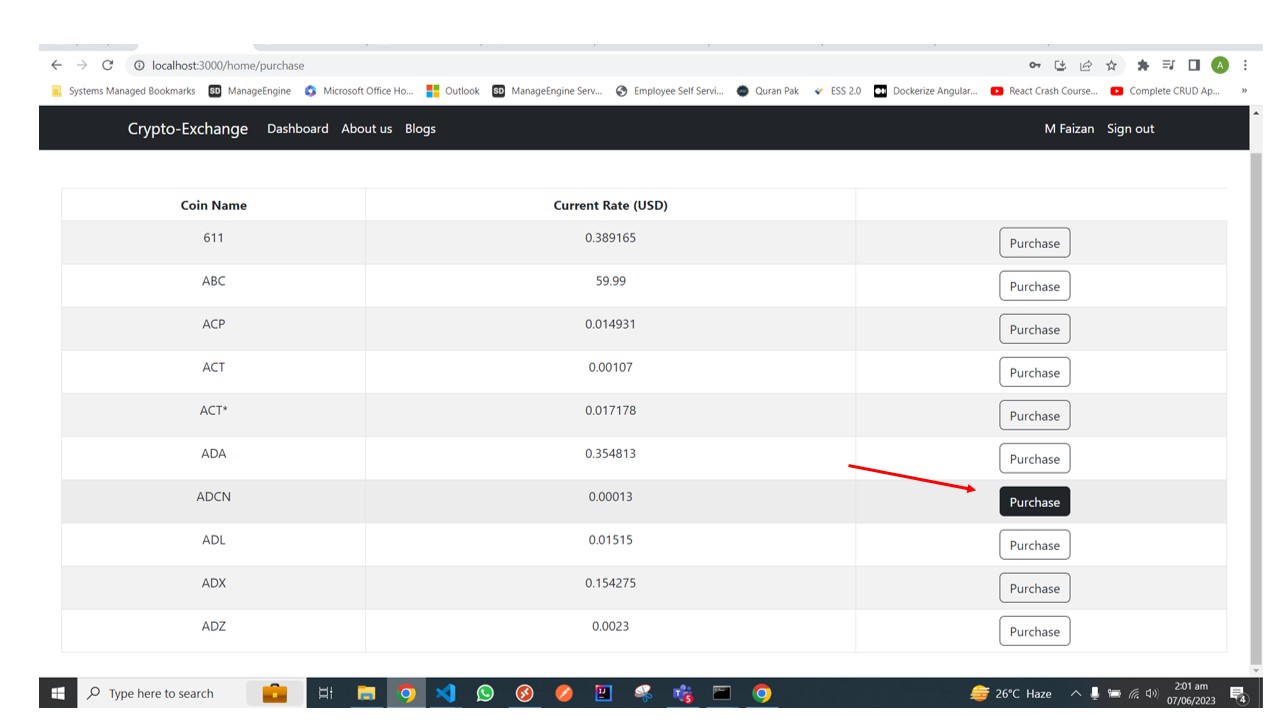 localhost:3000/home/purchase
A
Systems Managed Bookmarks SD ManageEngine Microsoft Office Ho... Outlook SD ManageEngine Serv... Employee Self Servi... Quran Pak ESS 2.0 Dockerize Angular... React Crash Course... Complete CRUD Ap... »
Crypto-Exchange Dashboard About us Blogs M Faizan Sign out
Coin Name Current Rate (USD)
611 0.389165 Purchase
ABC 59.99 Purchase
ACP 0.014931 Purchase
ACT 0.00107 Purchase
ACT* 0.017178 Purchase
ADA 0.354813 Purchase
ADCN 0.00013 Purchase
ADL 0.01515 Purchase
ADX 0.154275 Purchase
ADZ 0.0023 Purchase
Type here to search 26°C Haze 2:01 am
07/06/2023 4